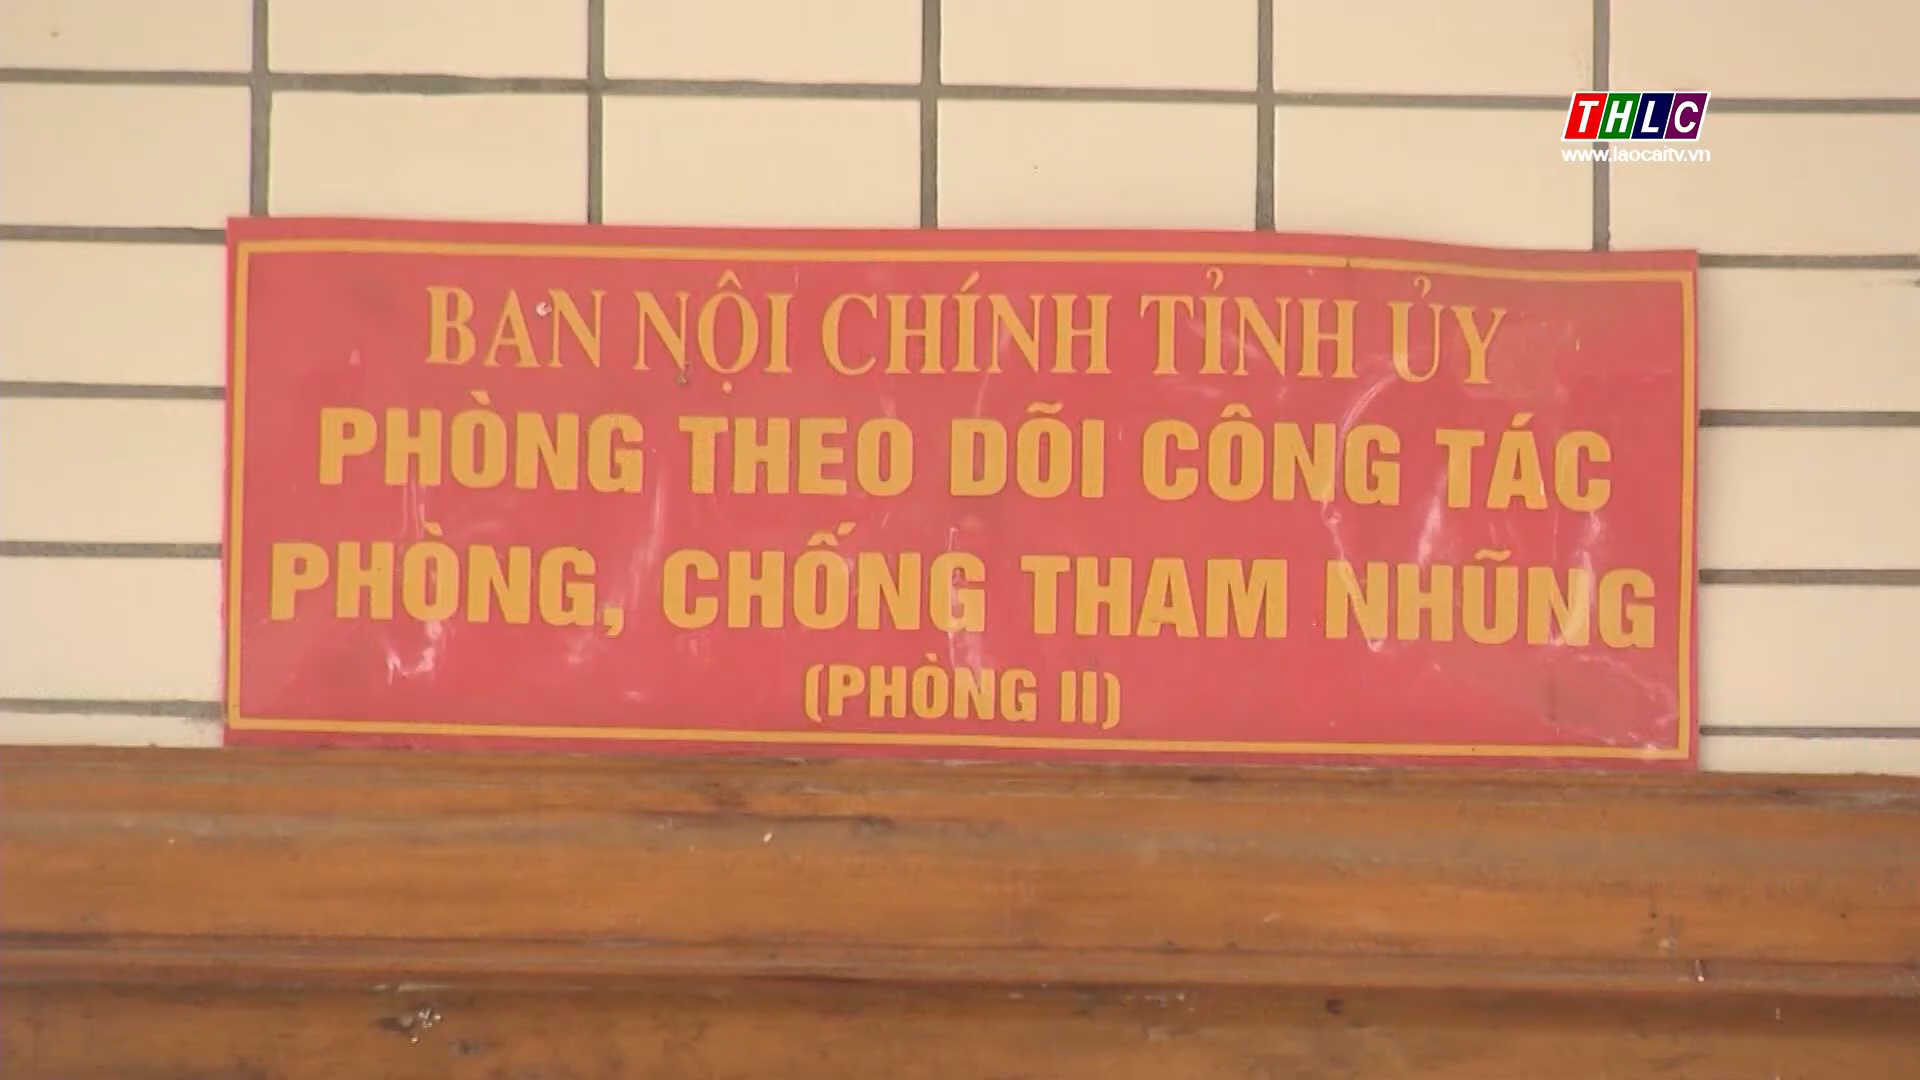 THLC
www.laocaitv.vn
BAN NỘI CHÍNH TỈNH ỦY
PHÒNG THEO DÕI CÔNG TÁC
PHÒNG, CHỐNG THAM NHŨNG
(PHÒNG II)